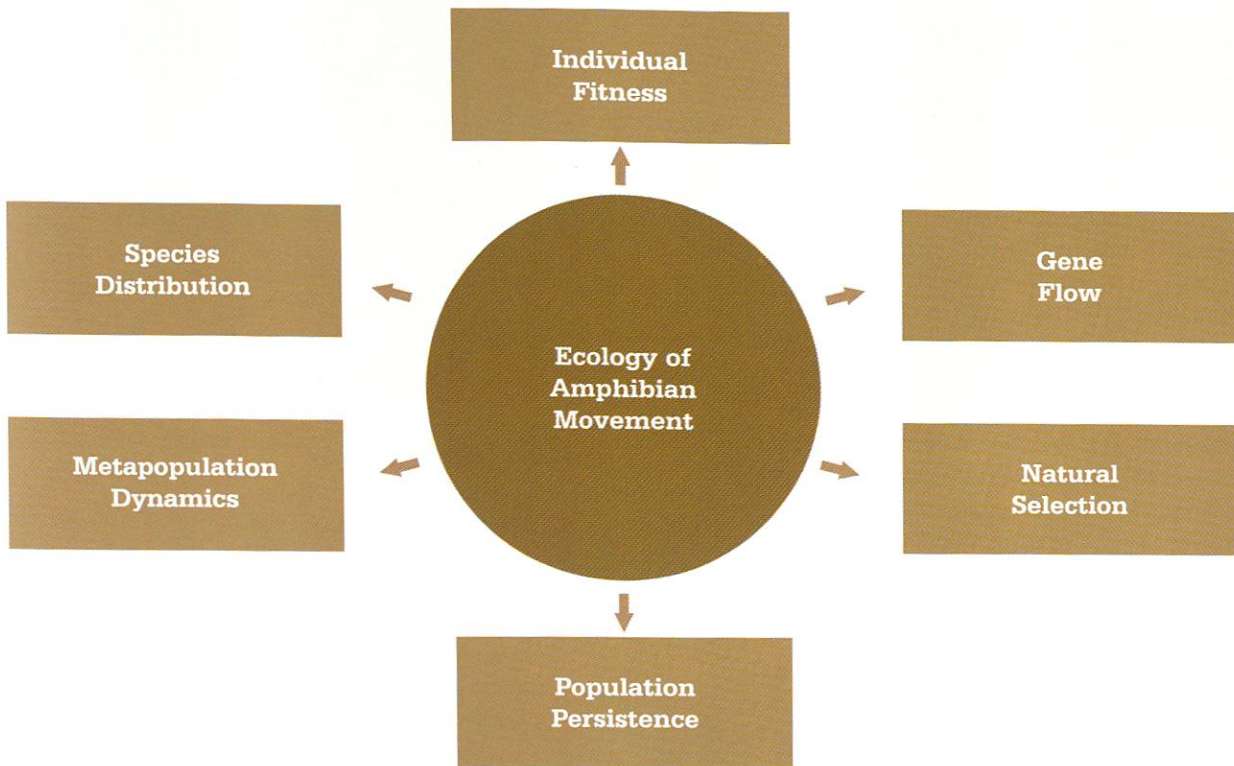 Individual
Fitness
Species
Distribution
Gene
Flow
Ecology of
Amphibian
Movement
Metapopulation
Dynamics
Natural
Selection
Population
Persistence